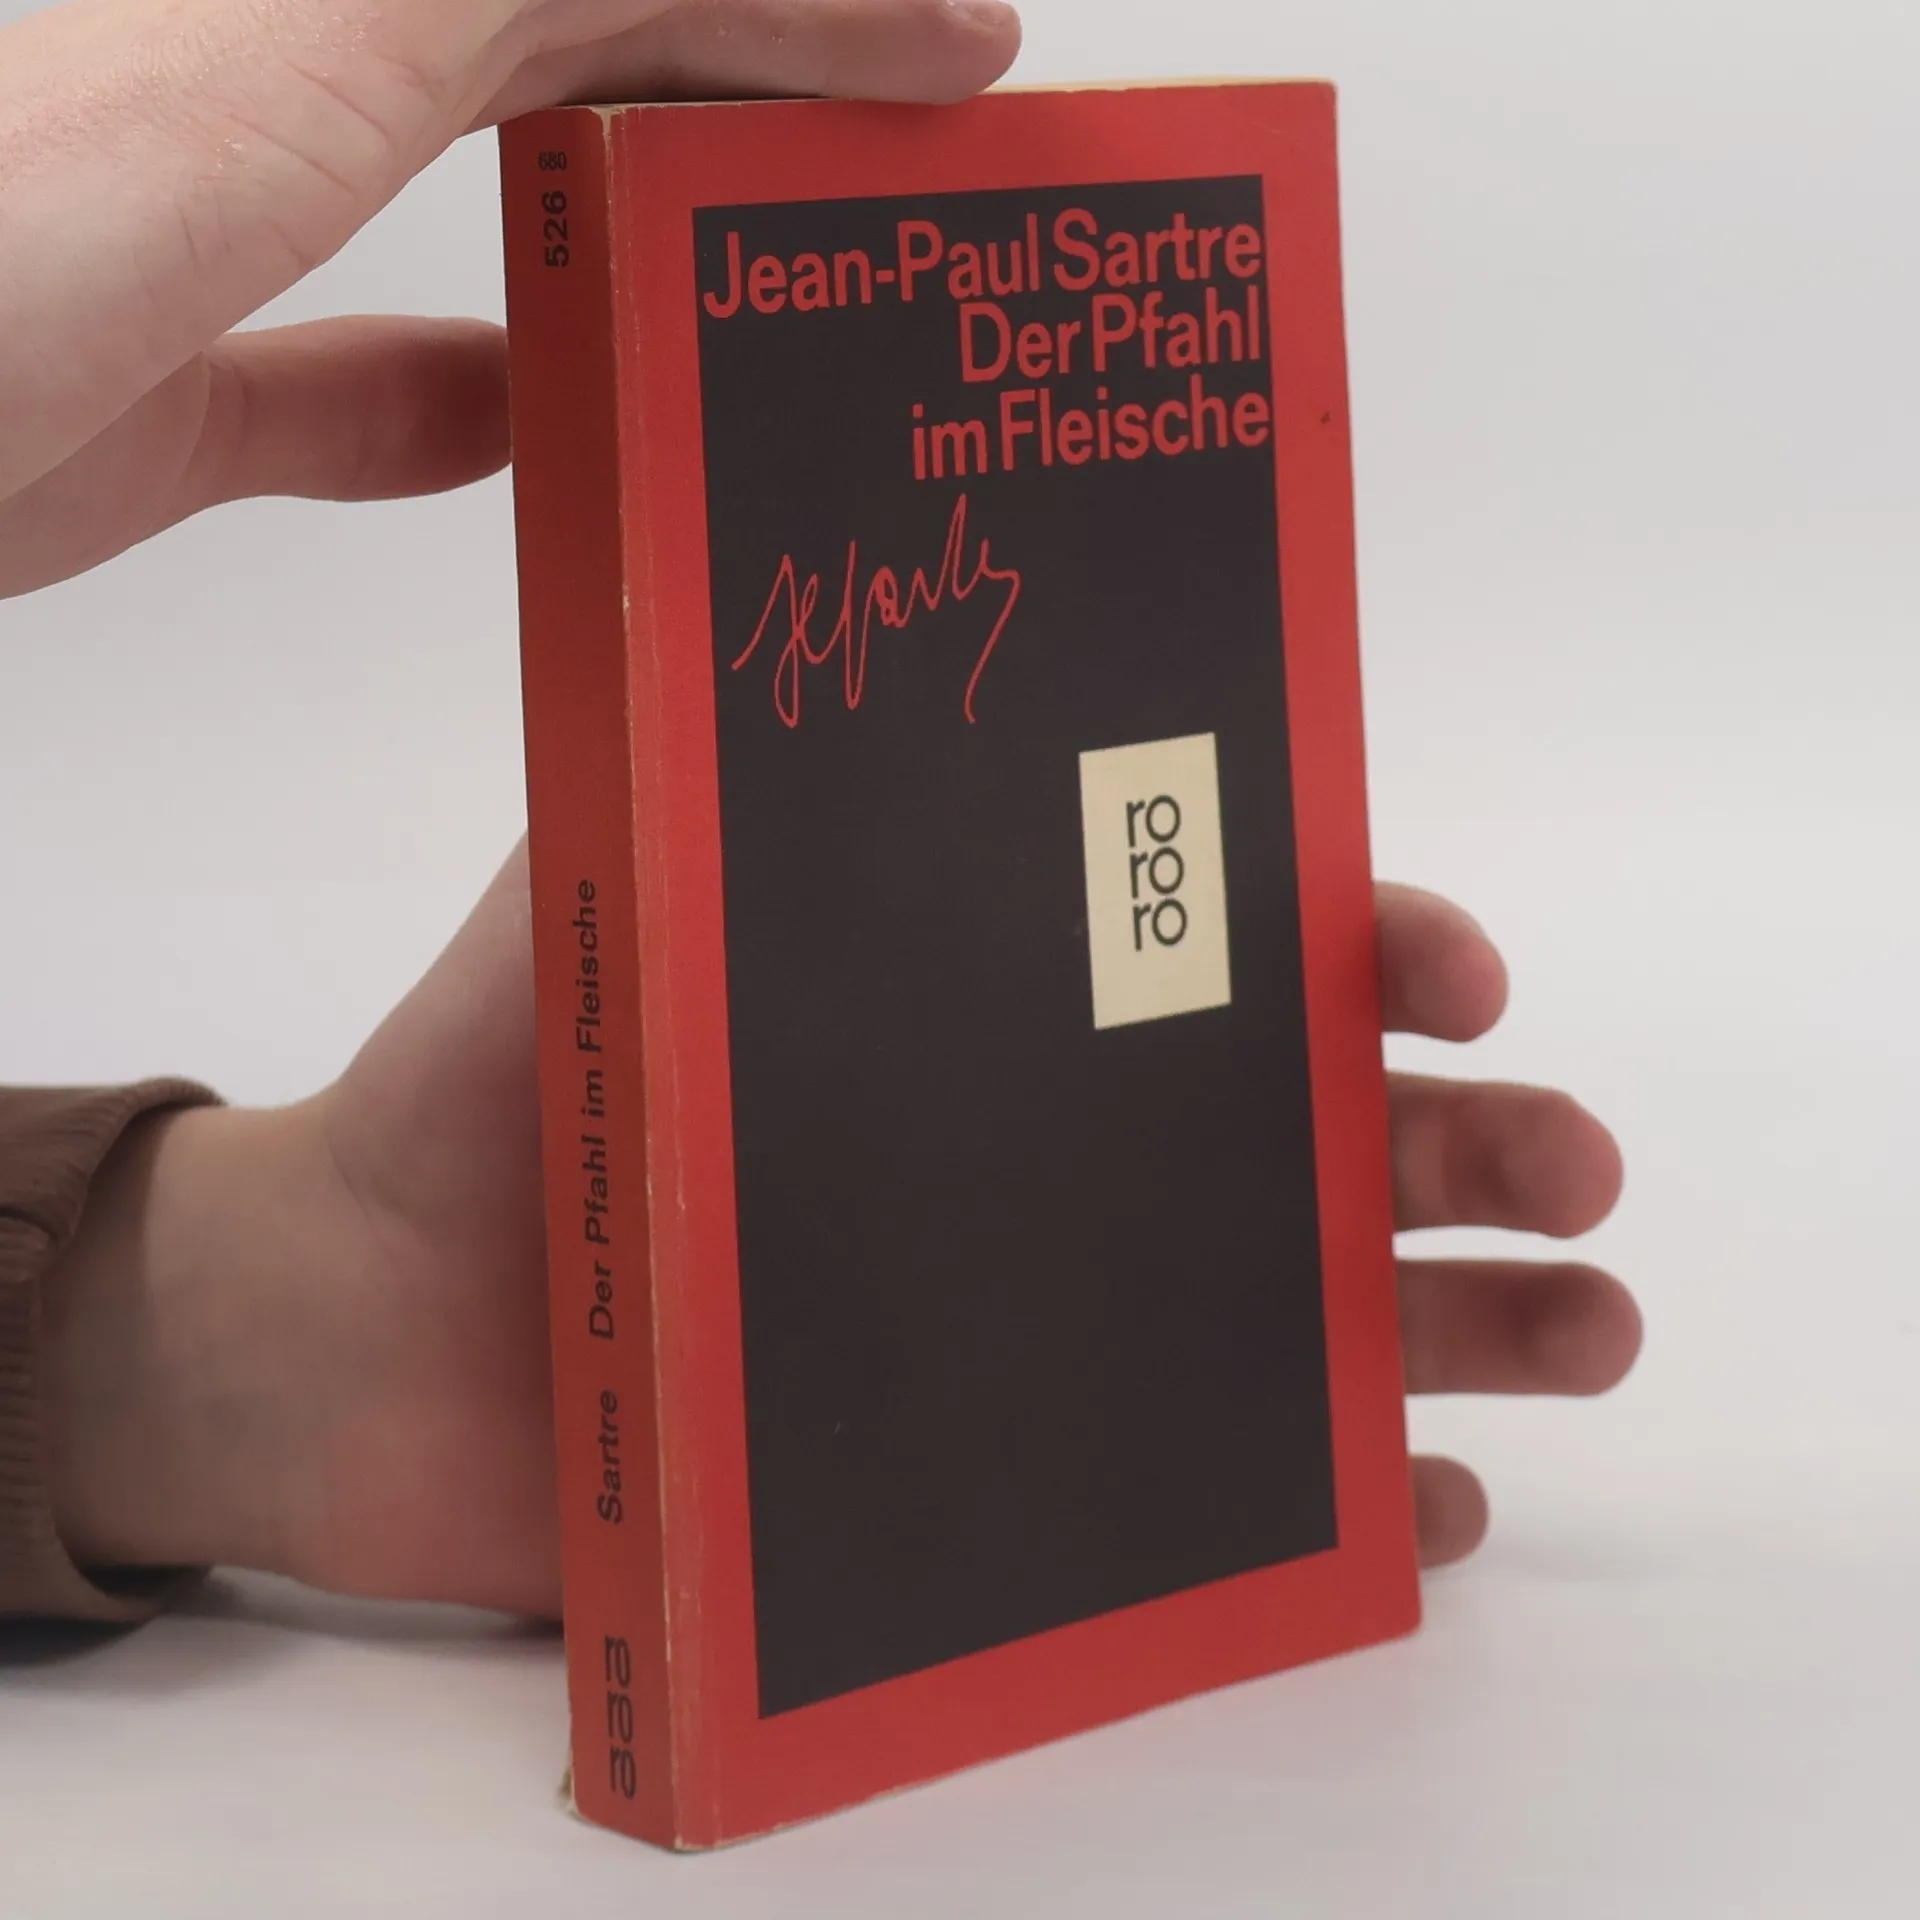 680
526
Jean-Paul Sartre
Der Pfahl
im Fleische
ro
ro
ro
Sartre Der Pfahl im Fleische
ro
ro
ro